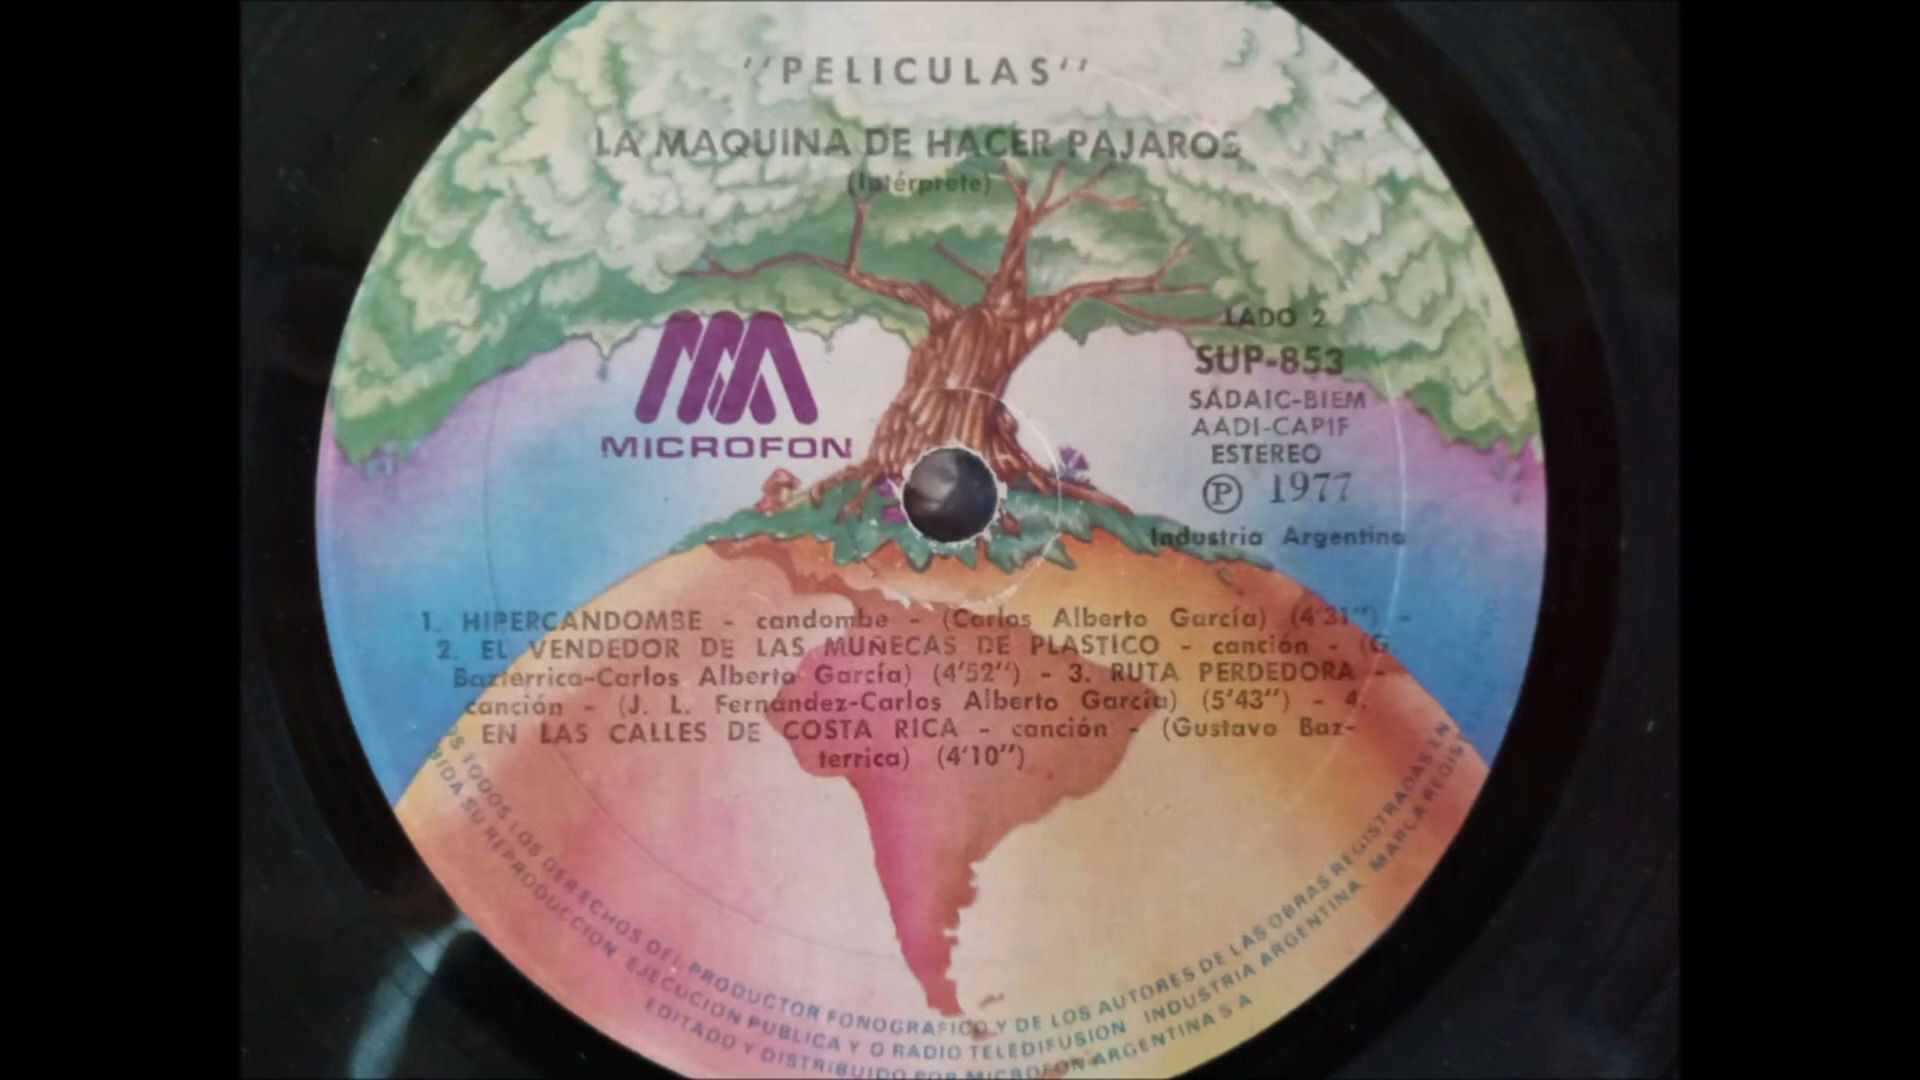 ''PELICULAS''
LA MAQUINA DE HACER PAJAROS
(Intérprete)
MICROFON
LADO 2
SUP-853
SADAIC-BIEM
AADI-CAPIF
ESTEREO
℗ 1977
Industria Argentina
1. HIPERCANDOMBE - candombe - (Carlos Alberto García) (4'31'') -
2. EL VENDEDOR DE LAS MUÑECAS DE PLASTICO - canción - (G.
Bazterrica-Carlos Alberto García) (4'52'') - 3. RUTA PERDEDORA -
canción - (J. L. Fernández-Carlos Alberto García) (5'43'') - 4.
EN LAS CALLES DE COSTA RICA - canción - (Gustavo Baz-
terrica) (4'10'')
TODOS LOS DERECHOS DEL PRODUCTOR FONOGRAFICO Y DE LOS AUTORES DE LAS OBRAS REGISTRADAS EN
SU REPRODUCCION EJECUCION PUBLICA Y O RADIO TELEDIFUSION INDUSTRIA ARGENTINA MARCA REGIS
EDITADO Y DISTRIBUIDO POR MICROFON ARGENTINA S A